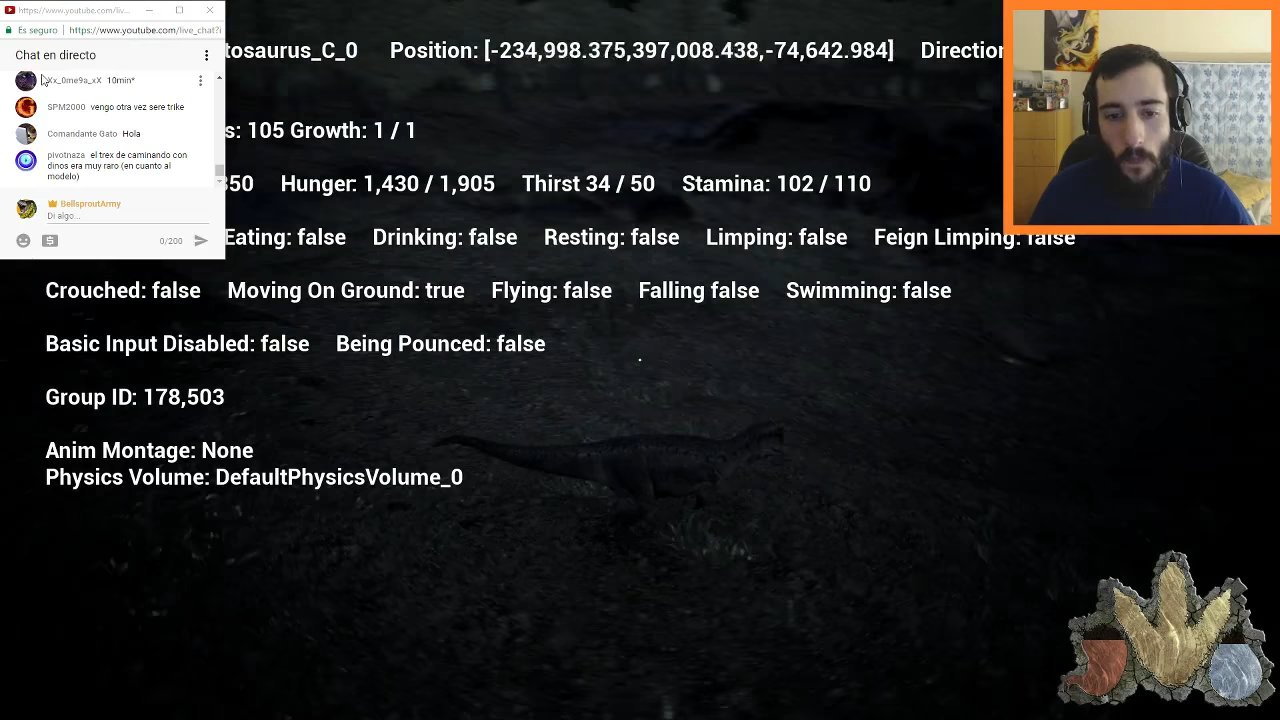 https://www.youtube.com/liv...
Es seguro | https://www.youtube.com/live_chat?i
Chat en directo
Xx_0me9a_xX 10min*
SPM2000 vengo otra vez sere trike
Comandante Gato Hola
pivotnaza el trex de caminando con
dinos era muy raro (en cuanto al
modelo)
BellsproutArmy
Di algo...
0/200
tosaurus_C_0 Position: [-234,998.375,397,008.438,-74,642.984] Direction
s: 105 Growth: 1 / 1
350 Hunger: 1,430 / 1,905 Thirst 34 / 50 Stamina: 102 / 110
Eating: false Drinking: false Resting: false Limping: false Feign Limping: false
Crouched: false Moving On Ground: true Flying: false Falling false Swimming: false
Basic Input Disabled: false Being Pounced: false
Group ID: 178,503
Anim Montage: None
Physics Volume: DefaultPhysicsVolume_0